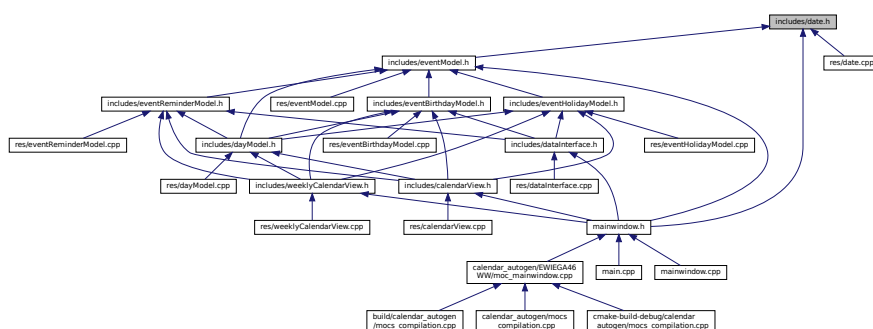 includes/date.h
includes/eventModel.h
res/date.cpp
includes/eventReminderModel.h
res/eventModel.cpp
includes/eventBirthdayModel.h
includes/eventHolidayModel.h
res/eventReminderModel.cpp
includes/dayModel.h
res/eventBirthdayModel.cpp
includes/dataInterface.h
res/eventHolidayModel.cpp
res/dayModel.cpp
includes/weeklyCalendarView.h
includes/calendarView.h
res/dataInterface.cpp
res/weeklyCalendarView.cpp
res/calendarView.cpp
mainwindow.h
calendar_autogen/EWIEGA46
WW/moc_mainwindow.cpp
main.cpp
mainwindow.cpp
build/calendar_autogen
/mocs_compilation.cpp
calendar_autogen/mocs
_compilation.cpp
cmake-build-debug/calendar
_autogen/mocs_compilation.cpp